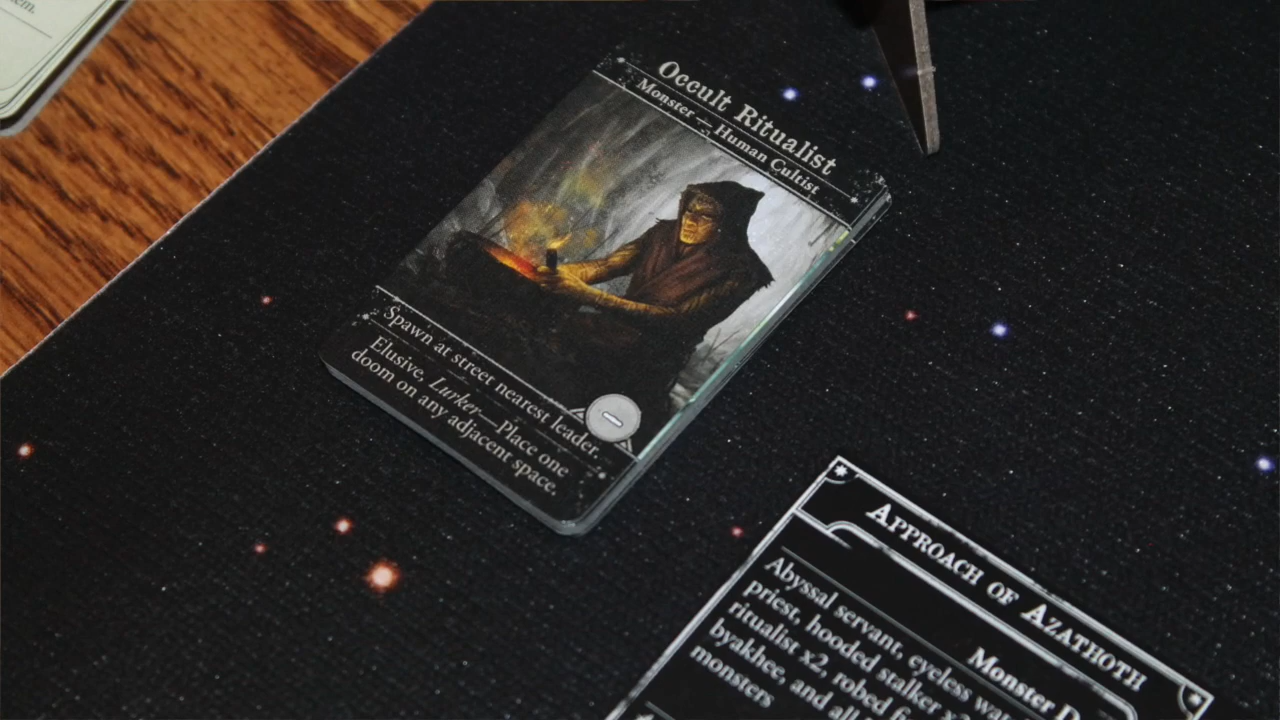 Occult Ritualist
Monster — Human Cultist
Spawn at street nearest leader.
Elusive, Lurker—Place one
doom on any adjacent space.
APPROACH OF AZATHOTH
Monster
Abyssal servant, eyeless
priest, hooded stalker
ritualist x2, robed
byakhee, and all
monsters